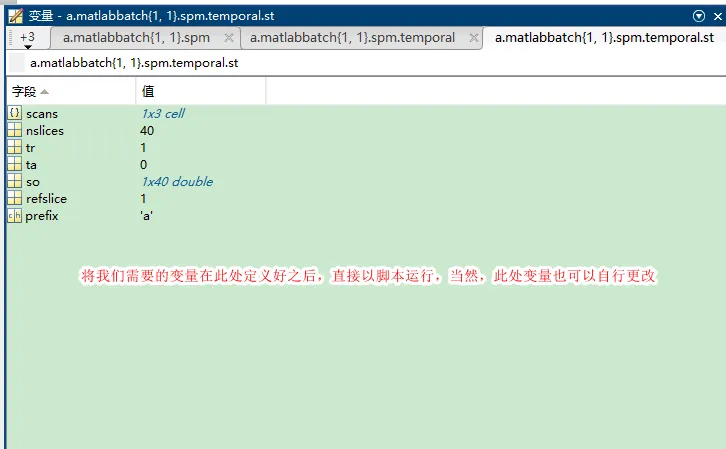 变量 - a.matlabbatch{1, 1}.spm.temporal.st
+3 a.matlabbatch{1, 1}.spm a.matlabbatch{1, 1}.spm.temporal a.matlabbatch{1, 1}.spm.temporal.st
a.matlabbatch{1, 1}.spm.temporal.st
字段 值
scans 1x3 cell
nslices 40
tr 1
ta 0
so 1x40 double
refslice 1
ch prefix 'a'
将我们需要的变量在此处定义好之后，直接以脚本运行，当然，此处变量也可以自行更改